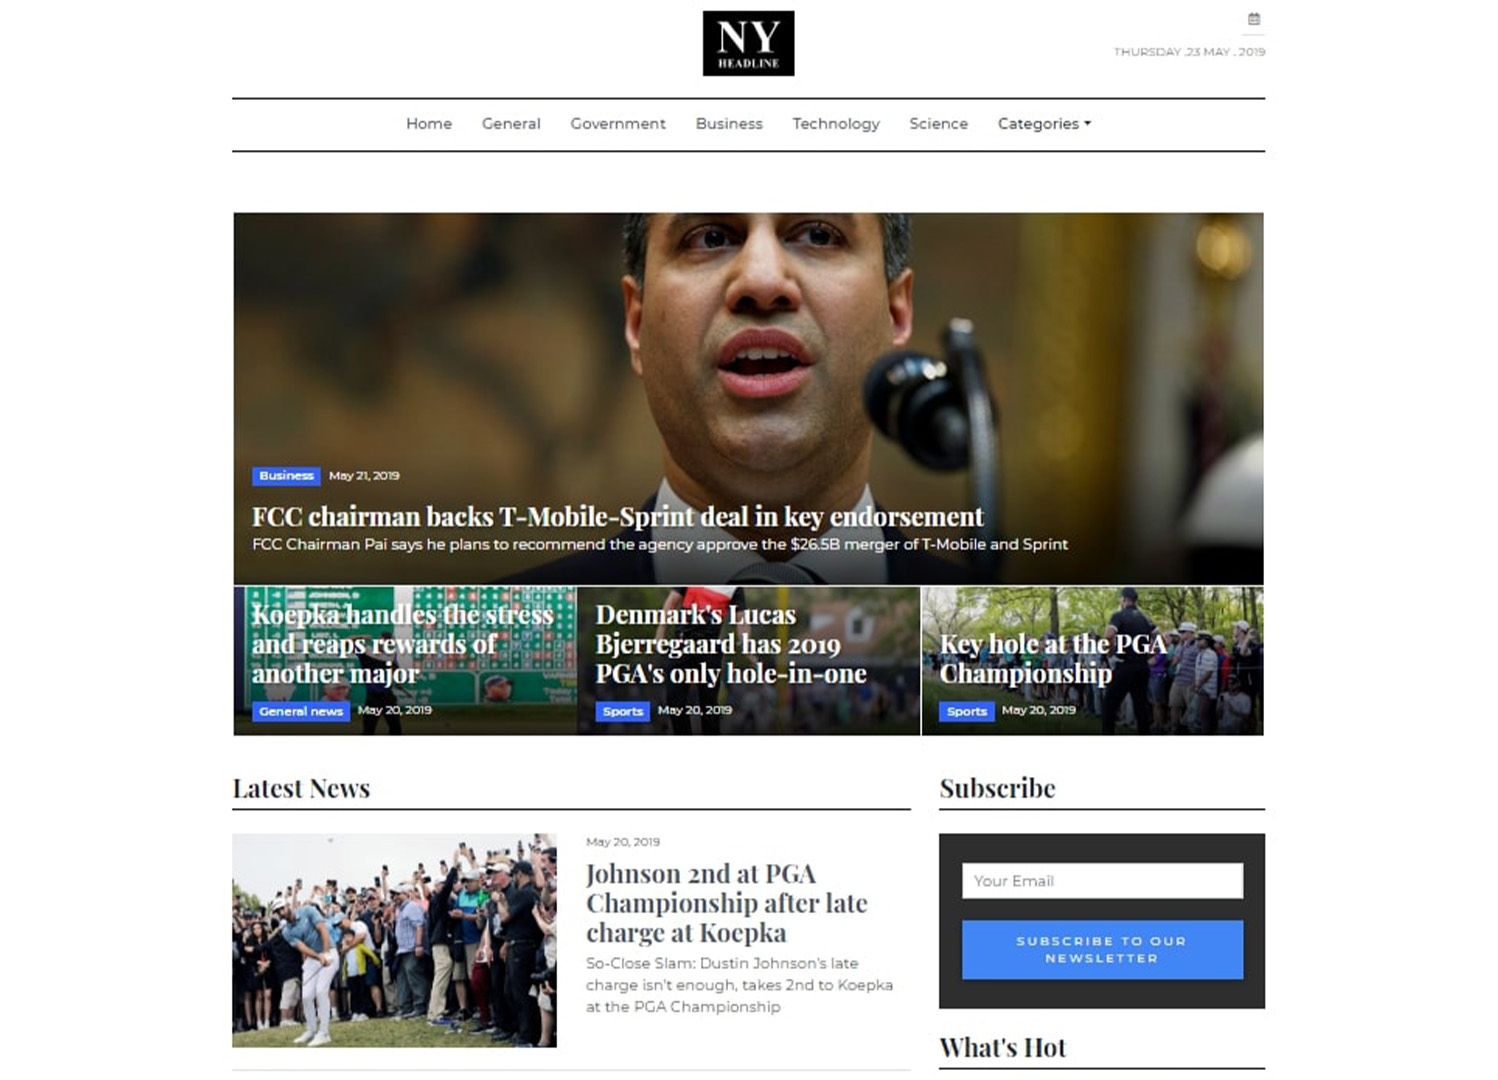 NY
HEADLINE
THURSDAY .23 MAY . 2019
Home General Government Business Technology Science Categories
Business May 21, 2019
FCC chairman backs T-Mobile-Sprint deal in key endorsement
FCC Chairman Pai says he plans to recommend the agency approve the $26.5B merger of T-Mobile and Sprint
Koepka handles the stress
and reaps rewards of
another major
General news May 20, 2019
Denmark's Lucas
Bjerregaard has 2019
PGA's only hole-in-one
Sports May 20, 2019
Key hole at the PGA
Championship
Sports May 20, 2019
Latest News
May 20, 2019
Johnson 2nd at PGA
Championship after late
charge at Koepka
So-Close Slam: Dustin Johnson's late
charge isn't enough, takes 2nd to Koepka
at the PGA Championship
Subscribe
Your Email
SUBSCRIBE TO OUR
NEWSLETTER
What's Hot